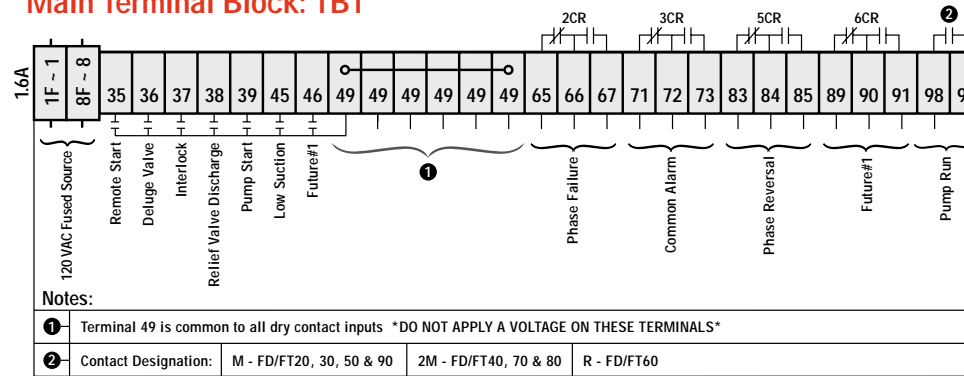 Main Terminal Block: TB1
2CR 3CR 5CR 6CR 2
1.6A
1F ~ 1
8F ~ 8
35 36 37 38 39 45 46 49 49 49 49 49 49 65 66 67 71 72 73 83 84 85 89 90 91 98
120 VAC Fused Source
Remote Start
Deluge Valve
Interlock
Relief Valve Discharge
Pump Start
Low Suction
Future#1
1
Phase Failure
Common Alarm
Phase Reversal
Future#1
Pump Run
Notes:
1 Terminal 49 is common to all dry contact inputs *DO NOT APPLY A VOLTAGE ON THESE TERMINALS*
2 Contact Designation: M - FD/FT20, 30, 50 & 90 2M - FD/FT40, 70 & 80 R - FD/FT60